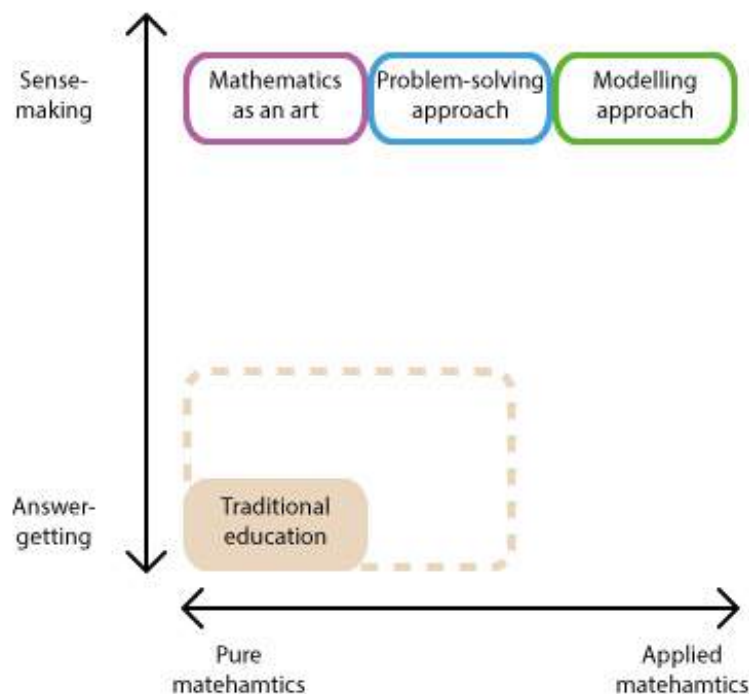 Sense-
making
Mathematics
as an art
Problem-solving
approach
Modelling
approach
Answer-
getting
Traditional
education
Pure
matehamtics
Applied
matehamtics